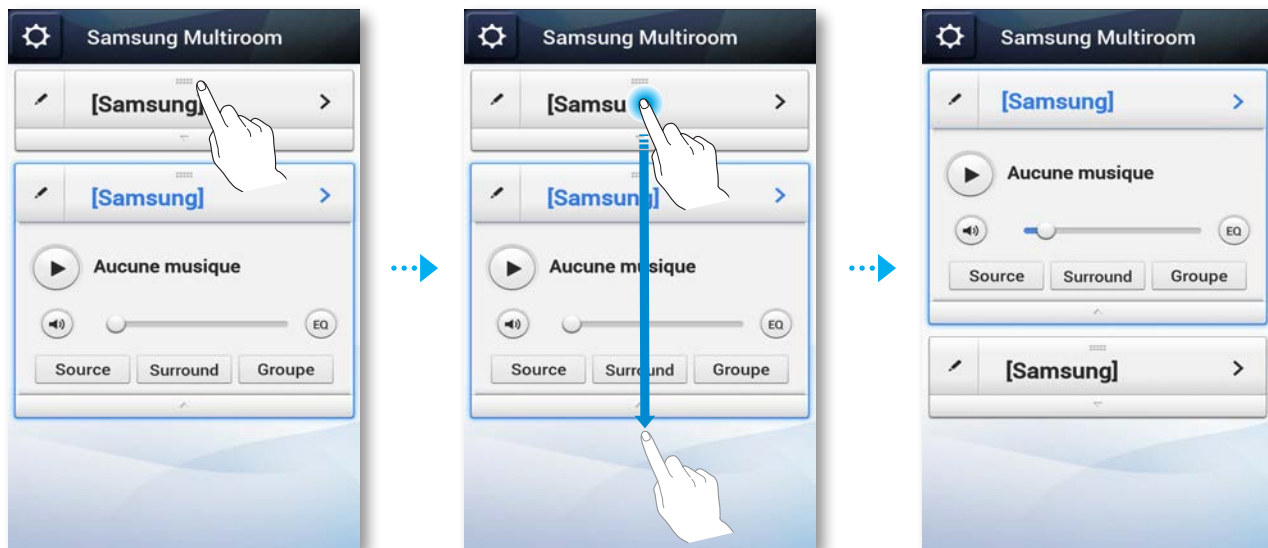 Samsung Multiroom
[Samsung]
[Samsung]
Aucune musique
EQ
Source Surround Groupe
Samsung Multiroom
[Samsu
[Samsung]
Aucune musique
EQ
Source Surround Groupe
Samsung Multiroom
[Samsung]
Aucune musique
EQ
Source Surround Groupe
[Samsung]